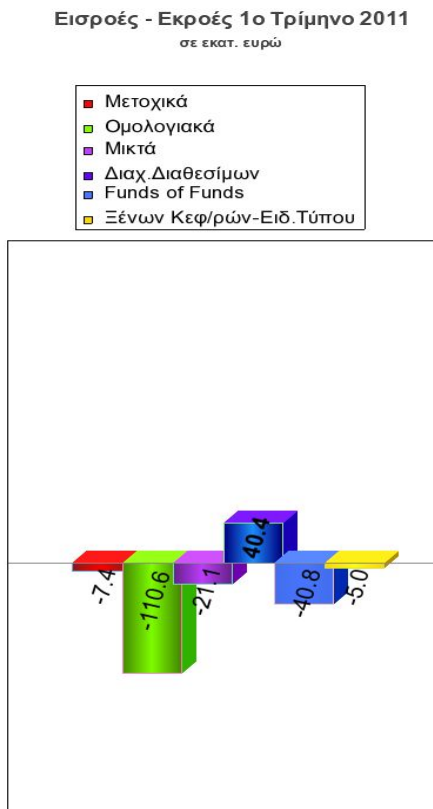 Εισροές - Εκροές 1ο Τρίμηνο 2011
σε εκατ. ευρώ
Μετοχικά
Ομολογιακά
Μικτά
Διαχ.Διαθεσίμων
Funds of Funds
Ξένων Κεφ/ρών-Ειδ.Τύπου
-7.4
-110.6
-21.1
40.4
-40.8
-5.0